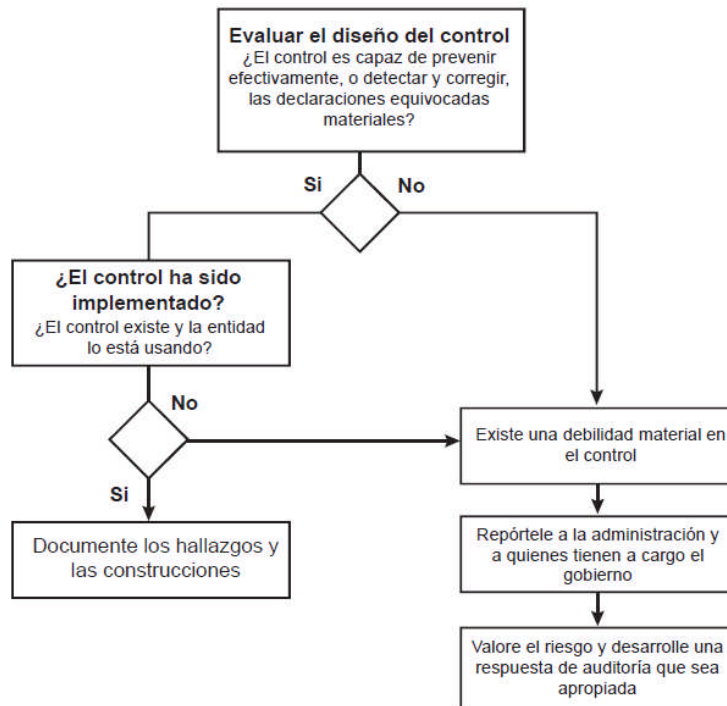 Evaluar el diseño del control
¿El control es capaz de prevenir
efectivamente, o detectar y corregir,
las declaraciones equivocadas
materiales?
Si
No
¿El control ha sido
implementado?
¿El control existe y la entidad
lo está usando?
No
Si
Existe una debilidad material en
el control
Documente los hallazgos y
las construcciones
Repórtele a la administración y
a quienes tienen a cargo el
gobierno
Valore el riesgo y desarrolle una
respuesta de auditoría que sea
apropiada